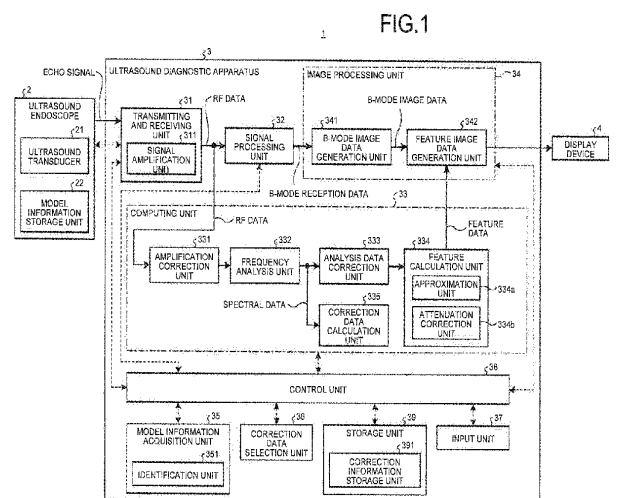 FIG.1
1
3
ECHO SIGNAL
ULTRASOUND DIAGNOSTIC APPARATUS
IMAGE PROCESSING UNIT
34
2
ULTRASOUND
ENDOSCOPE
21
ULTRASOUND
TRANSDUCER
22
MODEL
INFORMATION
STORAGE UNIT
31
TRANSMITTING
AND RECEIVING
UNIT
311
SIGNAL
AMPLIFICATION
UNIT
RF DATA
32
SIGNAL
PROCESSING
UNIT
341
B-MODE IMAGE
DATA
GENERATION UNIT
B-MODE IMAGE DATA
342
FEATURE IMAGE
DATA
GENERATION UNIT
4
DISPLAY
DEVICE
B-MODE RECEPTION DATA
33
COMPUTING UNIT
RF DATA
FEATURE
DATA
331
AMPLIFICATION
CORRECTION
UNIT
332
FREQUENCY
ANALYSIS UNIT
333
ANALYSIS DATA
CORRECTION
UNIT
334
FEATURE
CALCULATION UNIT
APPROXIMATION
UNIT
334a
ATTENUATION
CORRECTION
UNIT
334b
SPECTRAL DATA
335
CORRECTION
DATA
CALCULATION
UNIT
36
CONTROL UNIT
35
MODEL INFORMATION
ACQUISITION UNIT
351
IDENTIFICATION UNIT
38
CORRECTION
DATA
SELECTION UNIT
39
STORAGE UNIT
391
CORRECTION
INFORMATION
STORAGE UNIT
37
INPUT UNIT